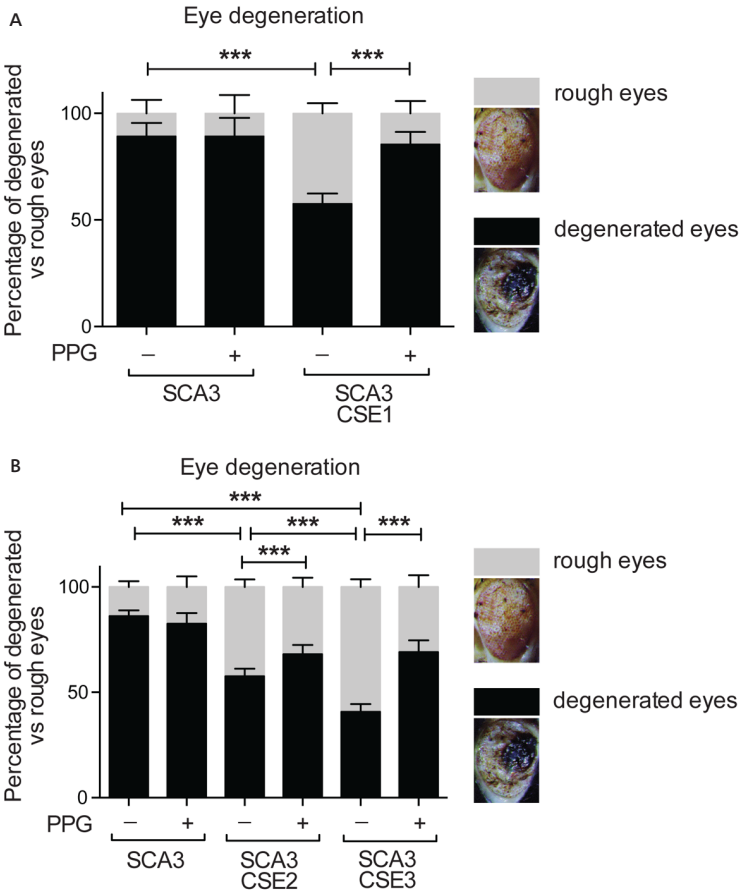 A
Eye degeneration
*** ***
Percentage of degenerated
vs rough eyes
100
50
0
rough eyes
degenerated eyes
PPG − + − +
SCA3 SCA3
CSE1
B
Eye degeneration
***
*** *** ***
***
Percentage of degenerated
vs rough eyes
100
50
0
rough eyes
degenerated eyes
PPG − + − + − +
SCA3 SCA3 SCA3
CSE2 CSE3